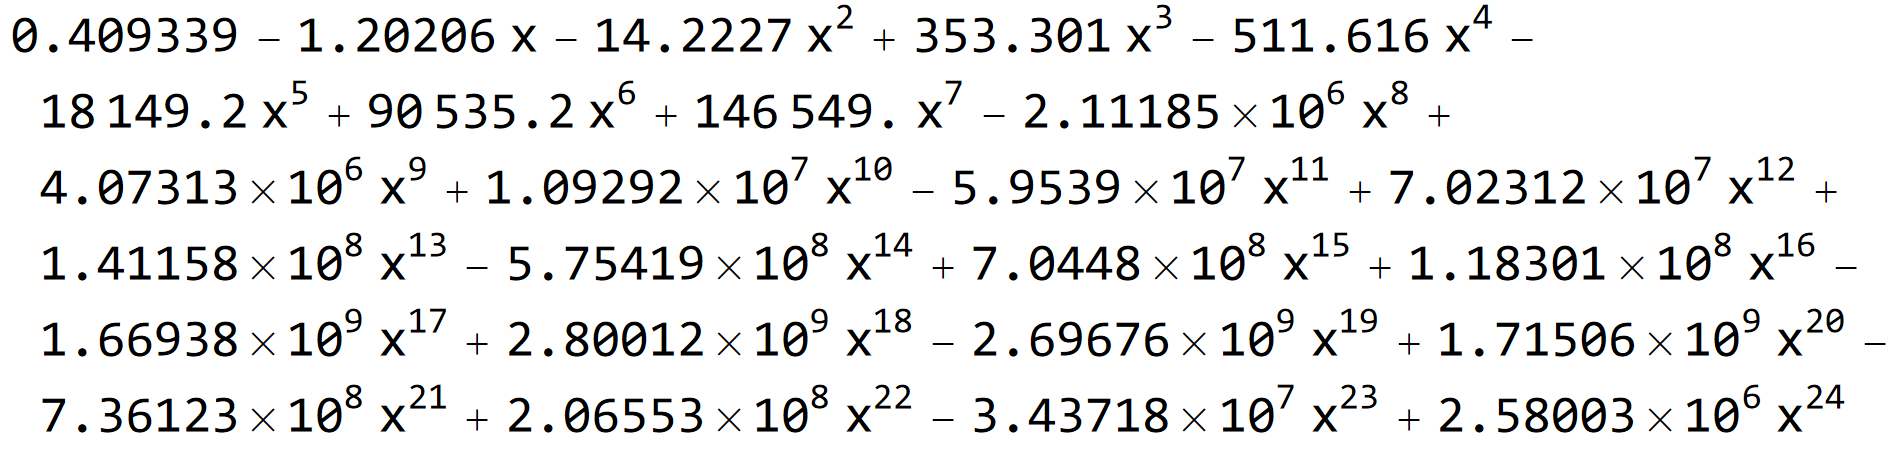 0.409339 − 1.20206 x − 14.2227 x² + 353.301 x³ − 511.616 x⁴ −
18 149.2 x⁵ + 90 535.2 x⁶ + 146 549. x⁷ − 2.11185 × 10⁶ x⁸ +
4.07313 × 10⁶ x⁹ + 1.09292 × 10⁷ x¹⁰ − 5.9539 × 10⁷ x¹¹ + 7.02312 × 10⁷ x¹² +
1.41158 × 10⁸ x¹³ − 5.75419 × 10⁸ x¹⁴ + 7.0448 × 10⁸ x¹⁵ + 1.18301 × 10⁸ x¹⁶ −
1.66938 × 10⁹ x¹⁷ + 2.80012 × 10⁹ x¹⁸ − 2.69676 × 10⁹ x¹⁹ + 1.71506 × 10⁹ x²⁰ −
7.36123 × 10⁸ x²¹ + 2.06553 × 10⁸ x²² − 3.43718 × 10⁷ x²³ + 2.58003 × 10⁶ x²⁴